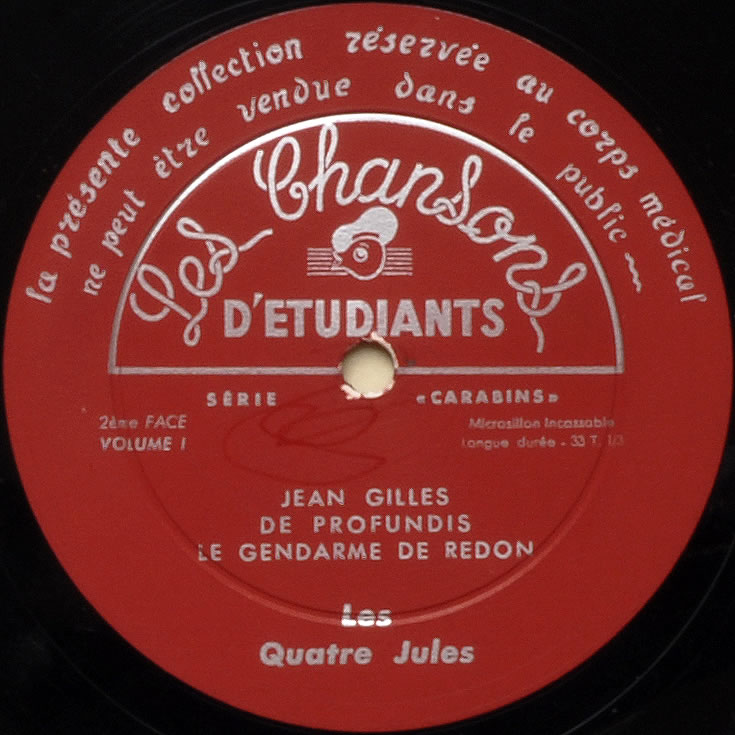 la présente collection réservée au corps médical
ne peut être vendue dans le public
Les Chansons
D'ETUDIANTS
SÉRIE «CARABINS»
2ème FACE
VOLUME I
Microsillon Incassable
Longue durée - 33 T. 1/3
JEAN GILLES
DE PROFUNDIS
LE GENDARME DE REDON
Les
Quatre Jules